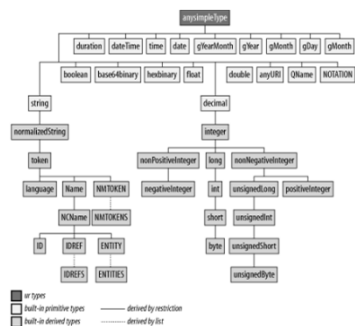 anysimpleType
duration dateTime time date gYearMonth gYear gMonth gDay gMonth
boolean base64binary hexbinary float double anyURI QName NOTATION
string decimal
normalizedString integer
token nonPositiveInteger long nonNegativeInteger
language Name NMTOKEN negativeInteger int unsignedLong positiveInteger
NCName NMTOKENS short unsignedInt
ID IDREF ENTITY byte unsignedShort
IDREFS ENTITIES unsignedByte
ur types
built-in primitive types derived by restriction
built-in derived types derived by list